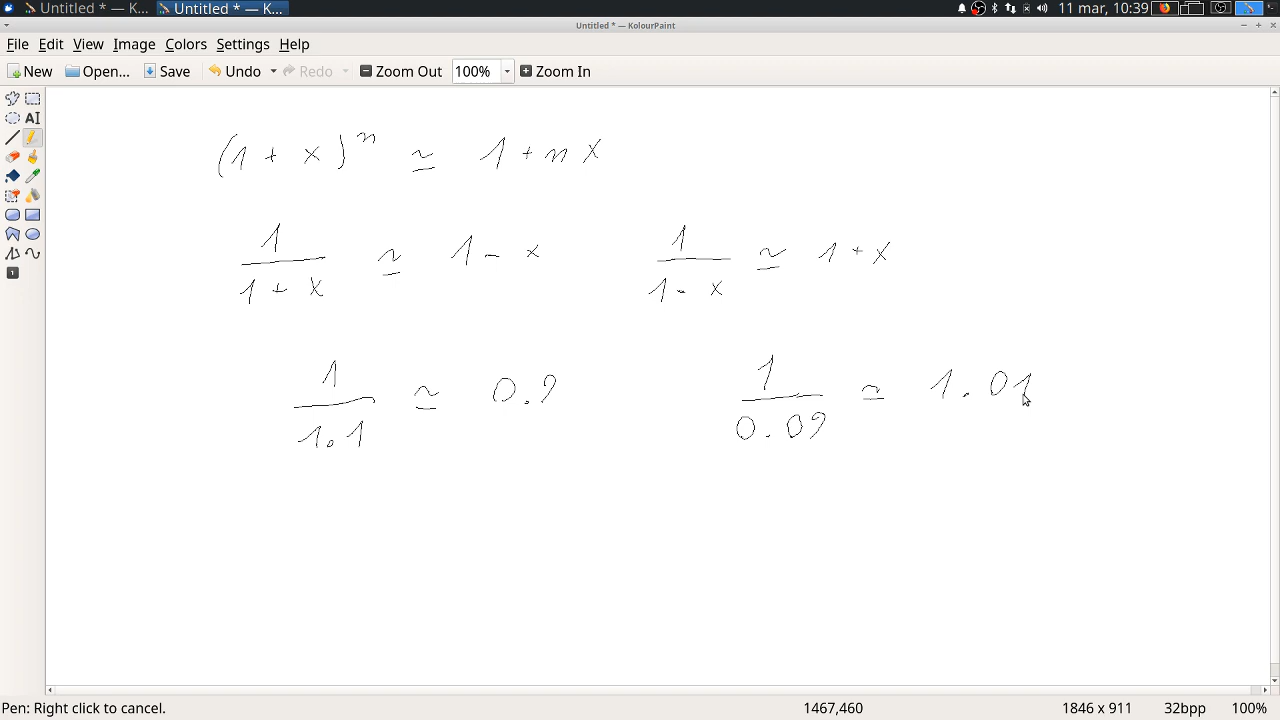 Untitled * — K...
Untitled * — K...
11 mar, 10:39
Untitled * — KolourPaint
File Edit View Image Colors Settings Help
New Open... Save Undo Redo Zoom Out 100% Zoom In
(1 + x)^n ≃ 1 + n x
1/(1 + x) ≃ 1 - x
1/(1 - x) ≃ 1 + x
1/1.1 ≃ 0.9
1/0.09 ≃ 1.01
Pen: Right click to cancel.
1467,460
1846 x 911
32bpp
100%